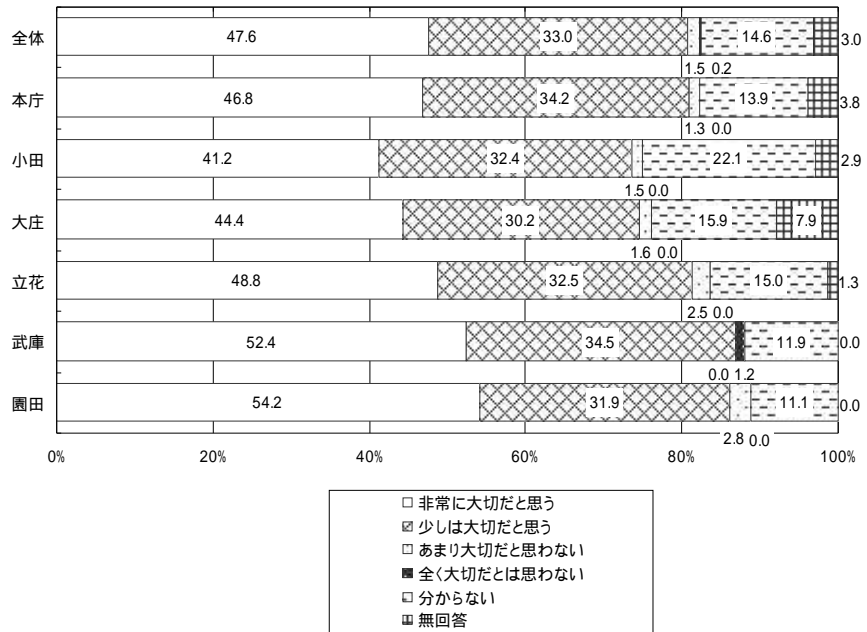 全体 47.6 33.0 14.6 3.0
1.5 0.2
本庁 46.8 34.2 13.9 3.8
1.3 0.0
小田 41.2 32.4 22.1 2.9
1.5 0.0
大庄 44.4 30.2 15.9 7.9
1.6 0.0
立花 48.8 32.5 15.0 1.3
2.5 0.0
武庫 52.4 34.5 11.9 0.0
0.0 1.2
園田 54.2 31.9 11.1 0.0
2.8 0.0
0% 20% 40% 60% 80% 100%
非常に大切だと思う
少しは大切だと思う
あまり大切だと思わない
全く大切だとは思わない
分からない
無回答